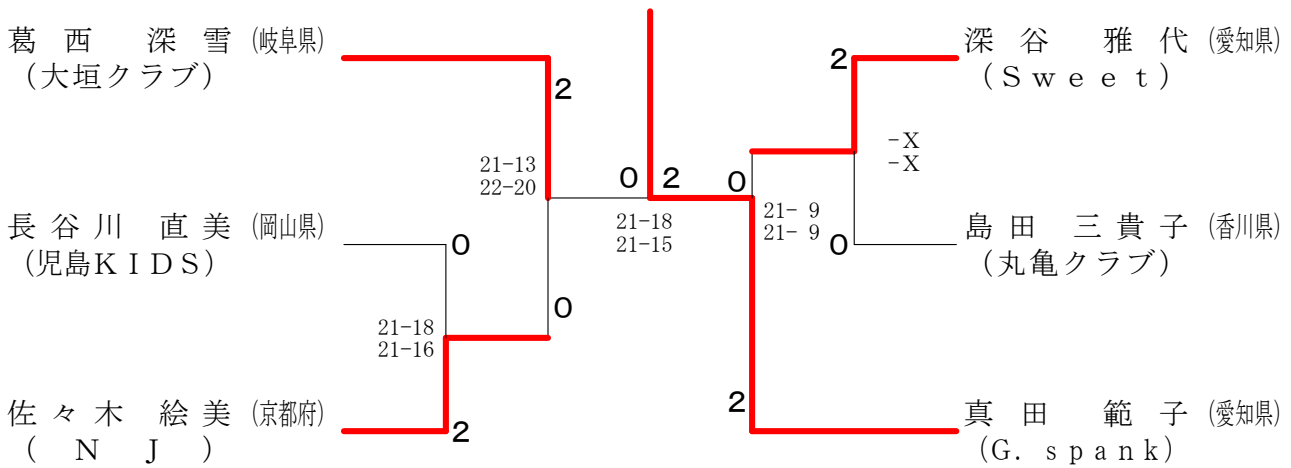 葛西 深雪 (岐阜県)
(大垣クラブ)
2
21-13
22-20
長谷川 直美 (岡山県)
(児島KIDS)
0
0
21-18
21-16
佐々木 絵美 (京都府)
( N J )
2
0 2
21-18
21-15
深谷 雅代 (愛知県)
(Sweet)
2
-X
-X
0
21- 9
21- 9
島田 三貴子 (香川県)
(丸亀クラブ)
0
2
真田 範子 (愛知県)
(G. spank)